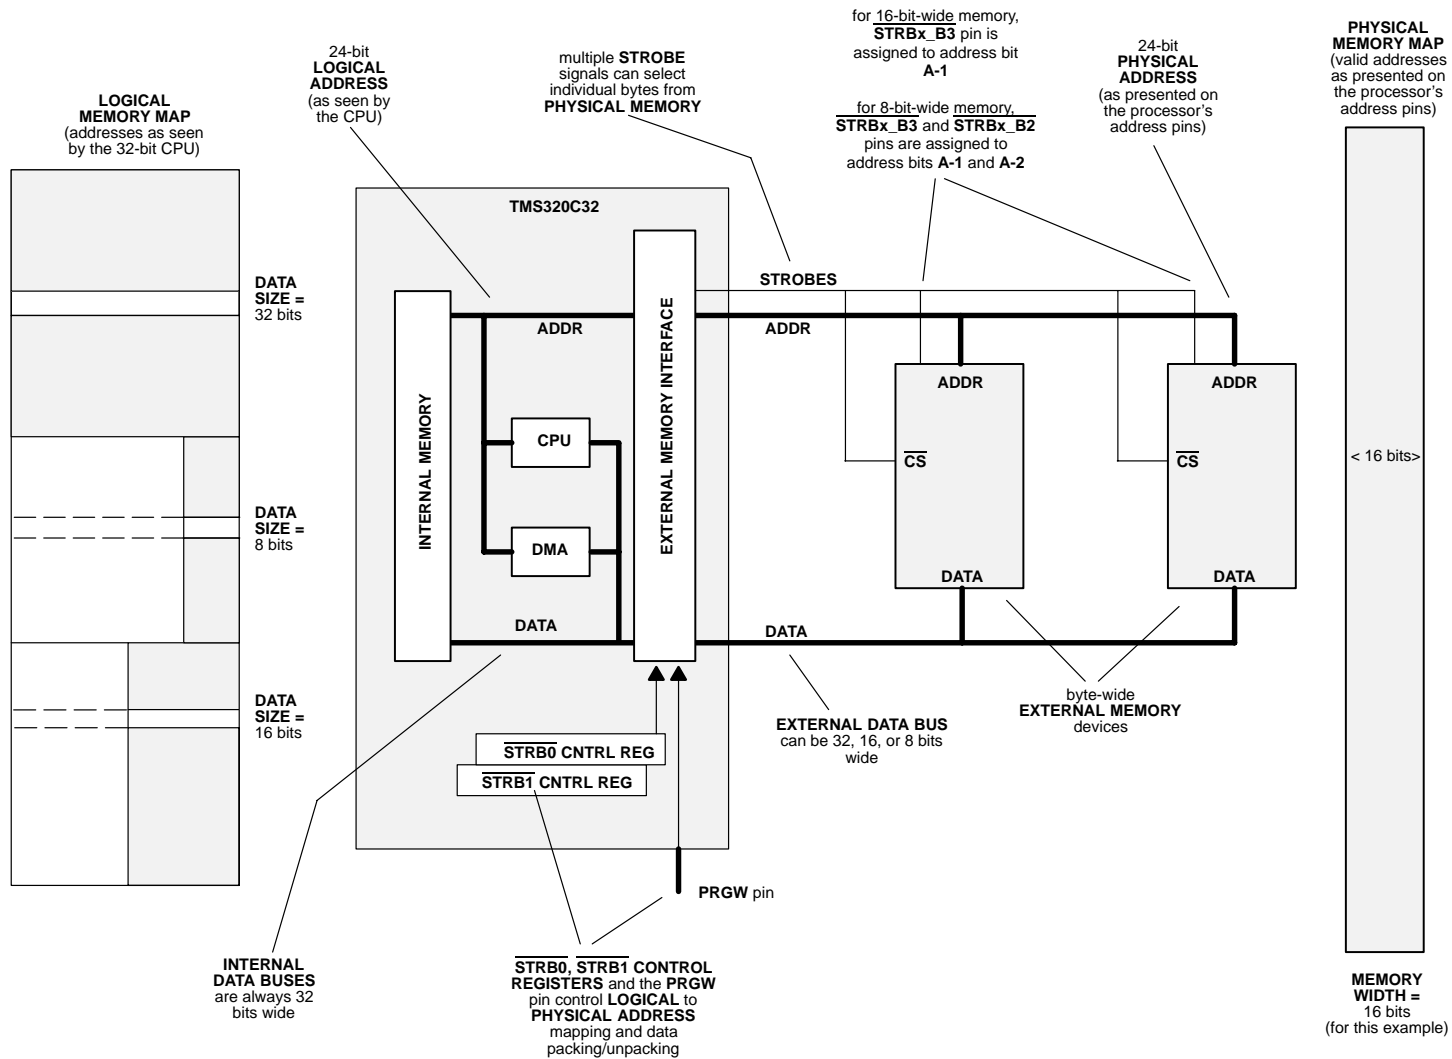 LOGICAL
MEMORY MAP
(addresses as seen
by the 32-bit CPU)
24-bit
LOGICAL
ADDRESS
(as seen by
the CPU)
multiple STROBE
signals can select
individual bytes from
PHYSICAL MEMORY
for 16-bit-wide memory,
STRBx_B3 pin is
assigned to address bit
A-1
for 8-bit-wide memory,
STRBx_B3 and STRBx_B2
pins are assigned to
address bits A-1 and A-2
24-bit
PHYSICAL
ADDRESS
(as presented on
the processor's
address pins)
PHYSICAL
MEMORY MAP
(valid addresses
as presented on
the processor's
address pins)
DATA
SIZE =
32 bits
DATA
SIZE =
8 bits
DATA
SIZE =
16 bits
TMS320C32
INTERNAL MEMORY
ADDR
CPU
DMA
DATA
EXTERNAL MEMORY INTERFACE
STROBES
ADDR
DATA
ADDR
CS
DATA
ADDR
CS
DATA
< 16 bits>
STRB0 CNTRL REG
STRB1 CNTRL REG
EXTERNAL DATA BUS
can be 32, 16, or 8 bits
wide
byte-wide
EXTERNAL MEMORY
devices
PRGW pin
INTERNAL
DATA BUSES
are always 32
bits wide
STRB0, STRB1 CONTROL
REGISTERS and the PRGW
pin control LOGICAL to
PHYSICAL ADDRESS
mapping and data
packing/unpacking
MEMORY
WIDTH =
16 bits
(for this example)